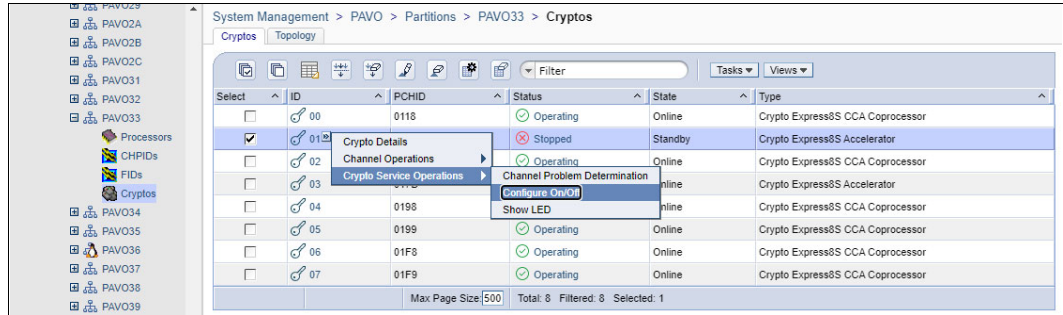 PAVO29
PAVO2A
PAVO2B
PAVO2C
PAVO31
PAVO32
PAVO33
Processors
CHPIDs
FIDs
Cryptos
PAVO34
PAVO35
PAVO36
PAVO37
PAVO38
PAVO39
System Management > PAVO > Partitions > PAVO33 > Cryptos
Cryptos Topology
Filter Tasks Views
Select ID PCHID Status State Type
00 0118 Operating Online Crypto Express8S CCA Coprocessor
01 Stopped Standby Crypto Express8S Accelerator
02 Operating Online Crypto Express8S CCA Coprocessor
03 Crypto Express8S Accelerator
04 0198 Online Crypto Express8S CCA Coprocessor
05 0199 Operating Online Crypto Express8S CCA Coprocessor
06 01F8 Operating Online Crypto Express8S CCA Coprocessor
07 01F9 Operating Online Crypto Express8S CCA Coprocessor
Crypto Details
Channel Operations
Crypto Service Operations
Channel Problem Determination
Configure On/Off
Show LED
Max Page Size: 500 Total: 8 Filtered: 8 Selected: 1